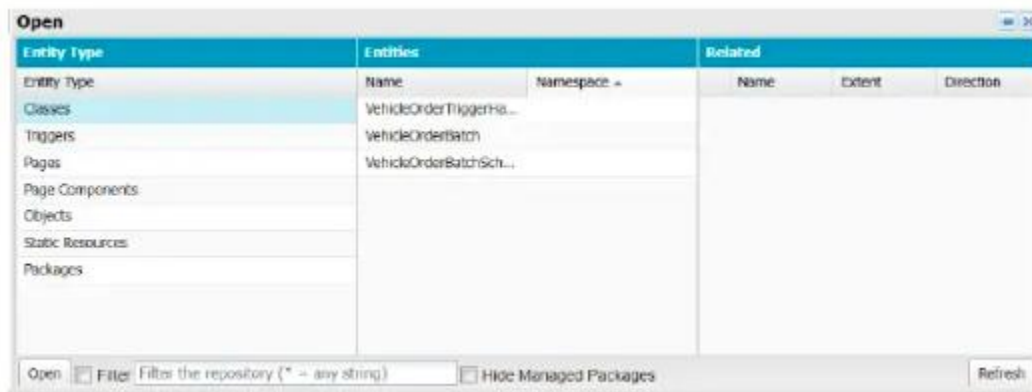 Open
Entity Type Entities Related
Entity Type Name Namespace Name Extent Direction
Classes VehicleOrderTriggerHa...
Triggers VehicleOrderBatch
Pages VehicleOrderBatchSch...
Page Components
Objects
Static Resources
Packages
Open Filter Filter the repository (* = any string) Hide Managed Packages Refresh